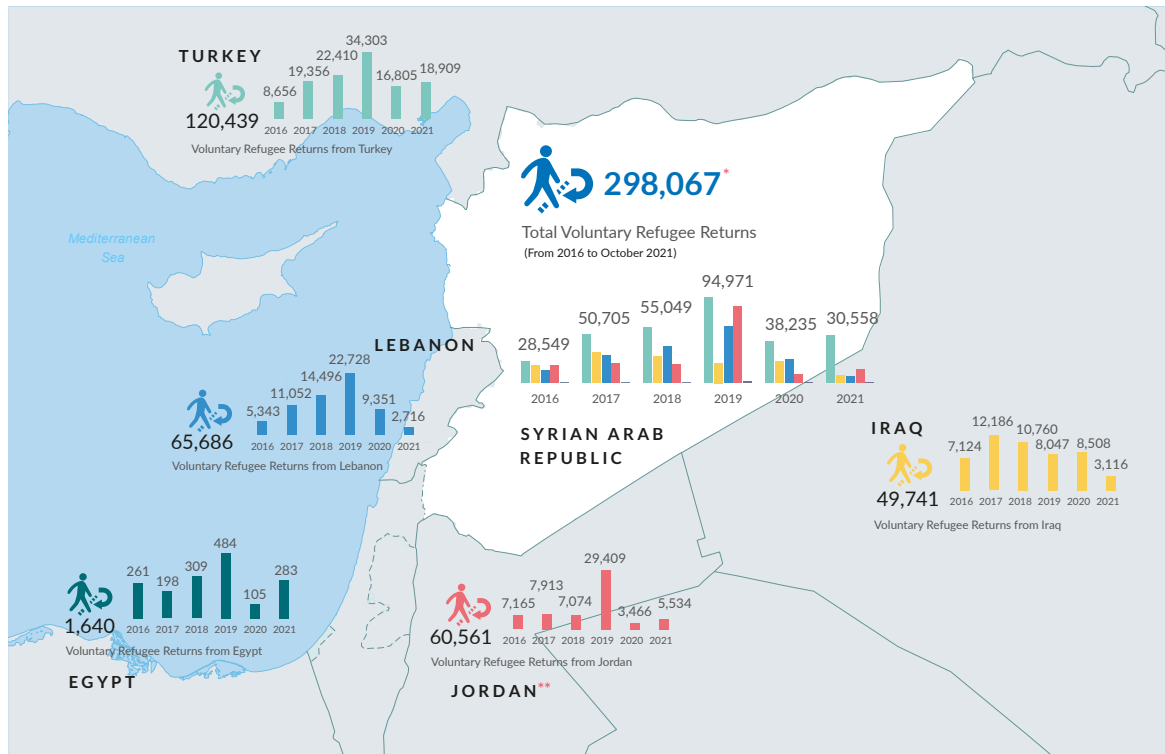 TURKEY
120,439
Voluntary Refugee Returns from Turkey
8,656
19,356
22,410
34,303
16,805
18,909
2016 2017 2018 2019 2020 2021
298,067*
Total Voluntary Refugee Returns
(From 2016 to October 2021)
28,549
50,705
55,049
94,971
38,235
30,558
2016 2017 2018 2019 2020 2021
SYRIAN ARAB
REPUBLIC
Mediterranean
Sea
LEBANON
65,686
Voluntary Refugee Returns from Lebanon
5,343
11,052
14,496
22,728
9,351
2,716
2016 2017 2018 2019 2020 2021
IRAQ
49,741
Voluntary Refugee Returns from Iraq
7,124
12,186
10,760
8,047
8,508
3,116
2016 2017 2018 2019 2020 2021
261
198
309
484
105
283
2016 2017 2018 2019 2020 2021
1,640
Voluntary Refugee Returns from Egypt
EGYPT
7,165
7,913
7,074
29,409
3,466
5,534
2016 2017 2018 2019 2020 2021
60,561
Voluntary Refugee Returns from Jordan
JORDAN**